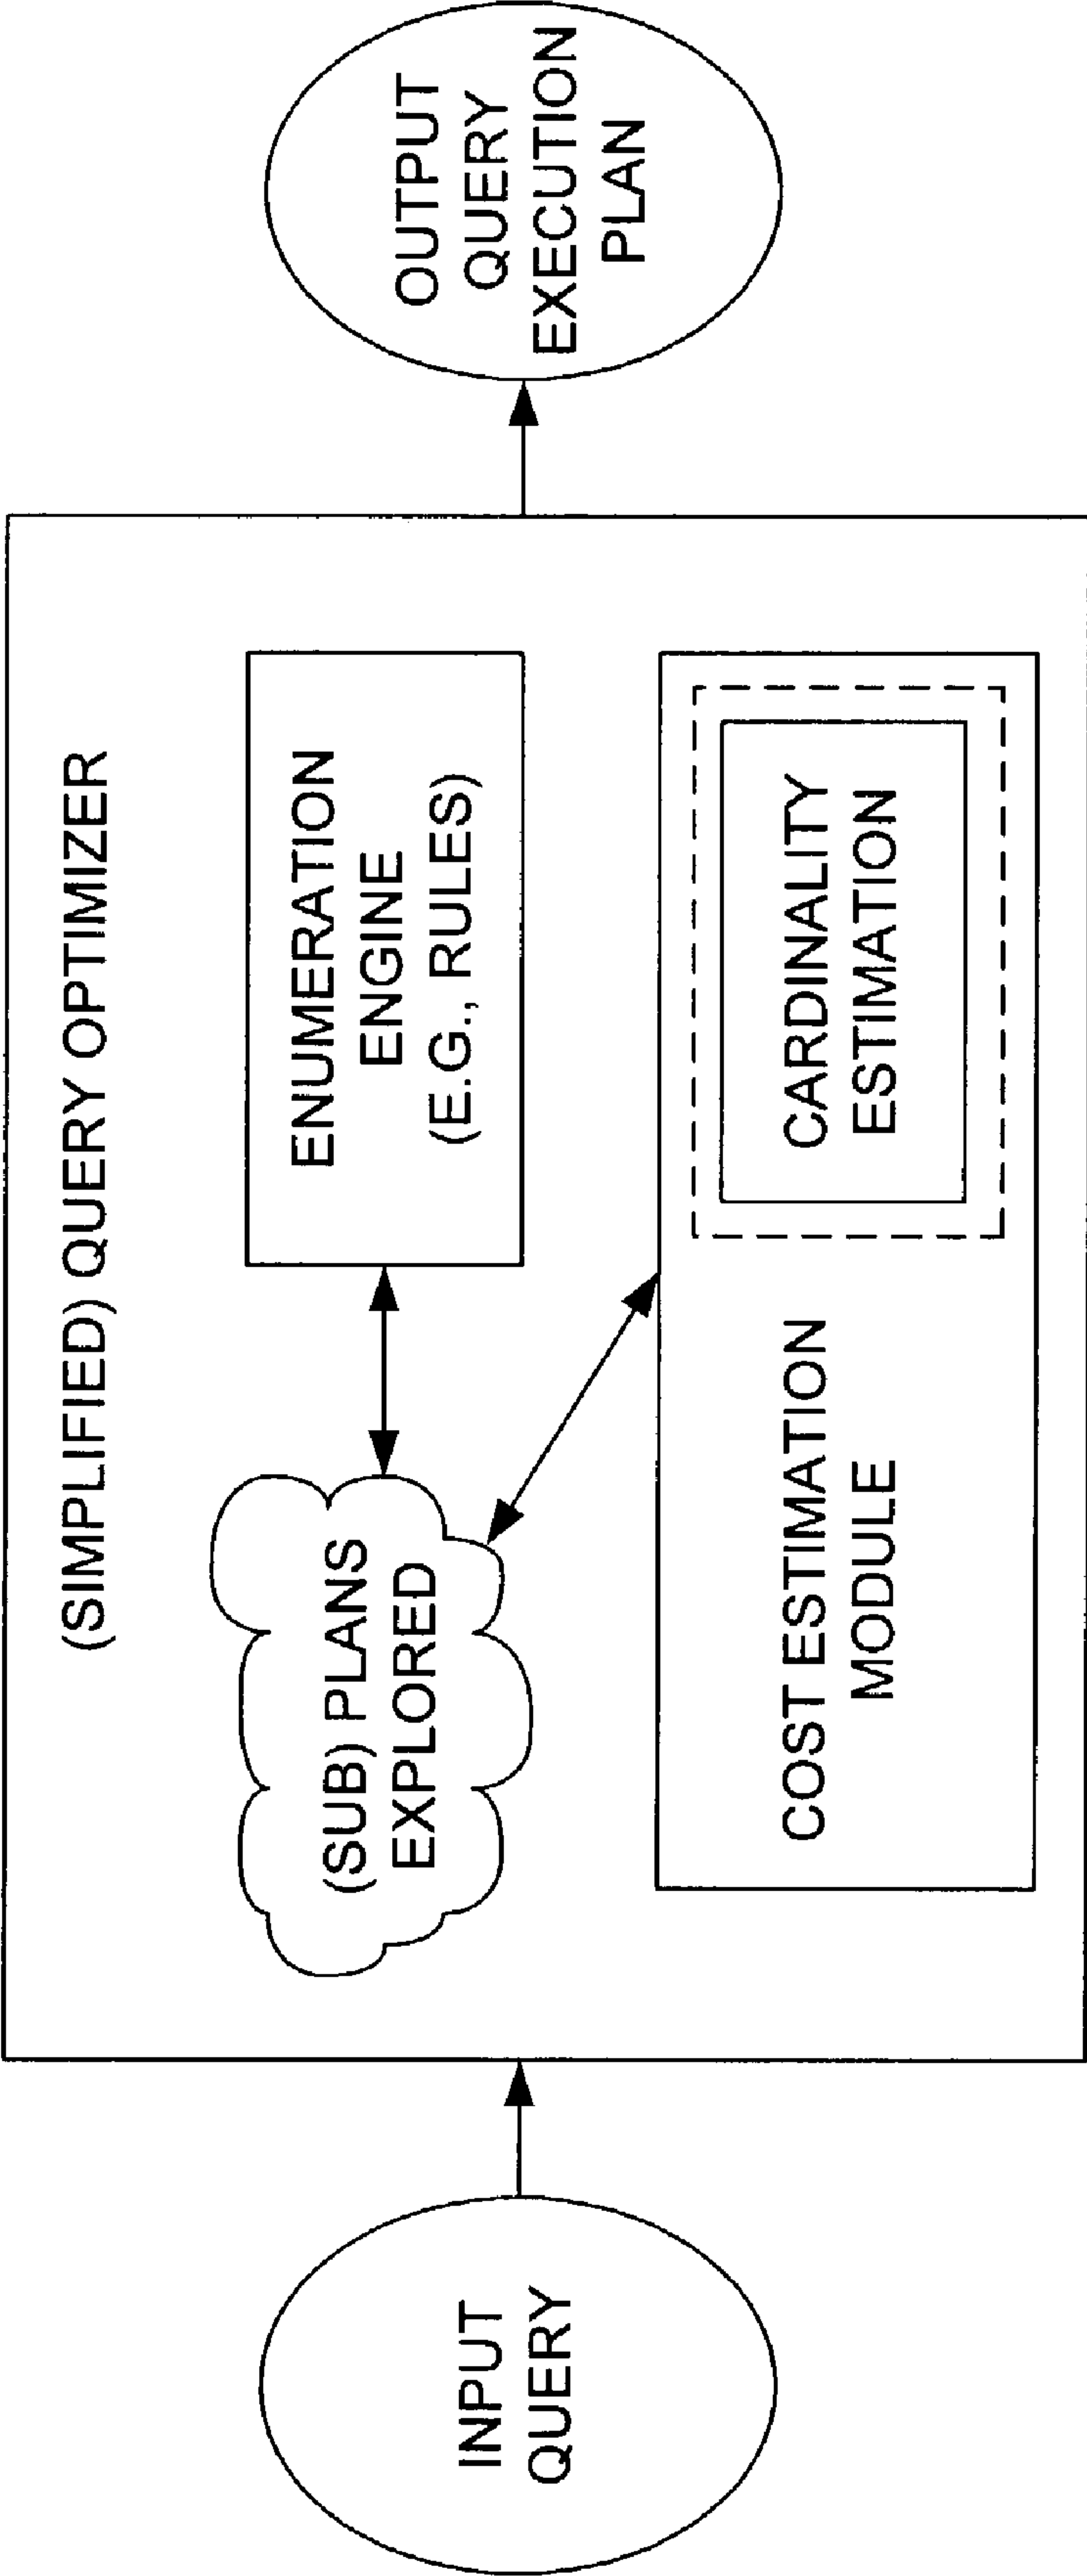 (SIMPLIFIED) QUERY OPTIMIZER
INPUT
QUERY
(SUB) PLANS
EXPLORED
ENUMERATION
ENGINE
(E.G., RULES)
COST ESTIMATION
MODULE
CARDINALITY
ESTIMATION
OUTPUT
QUERY
EXECUTION
PLAN